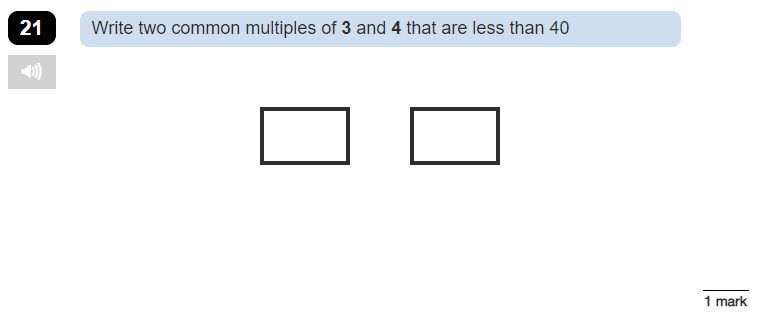 21
Write two common multiples of 3 and 4 that are less than 40
1 mark